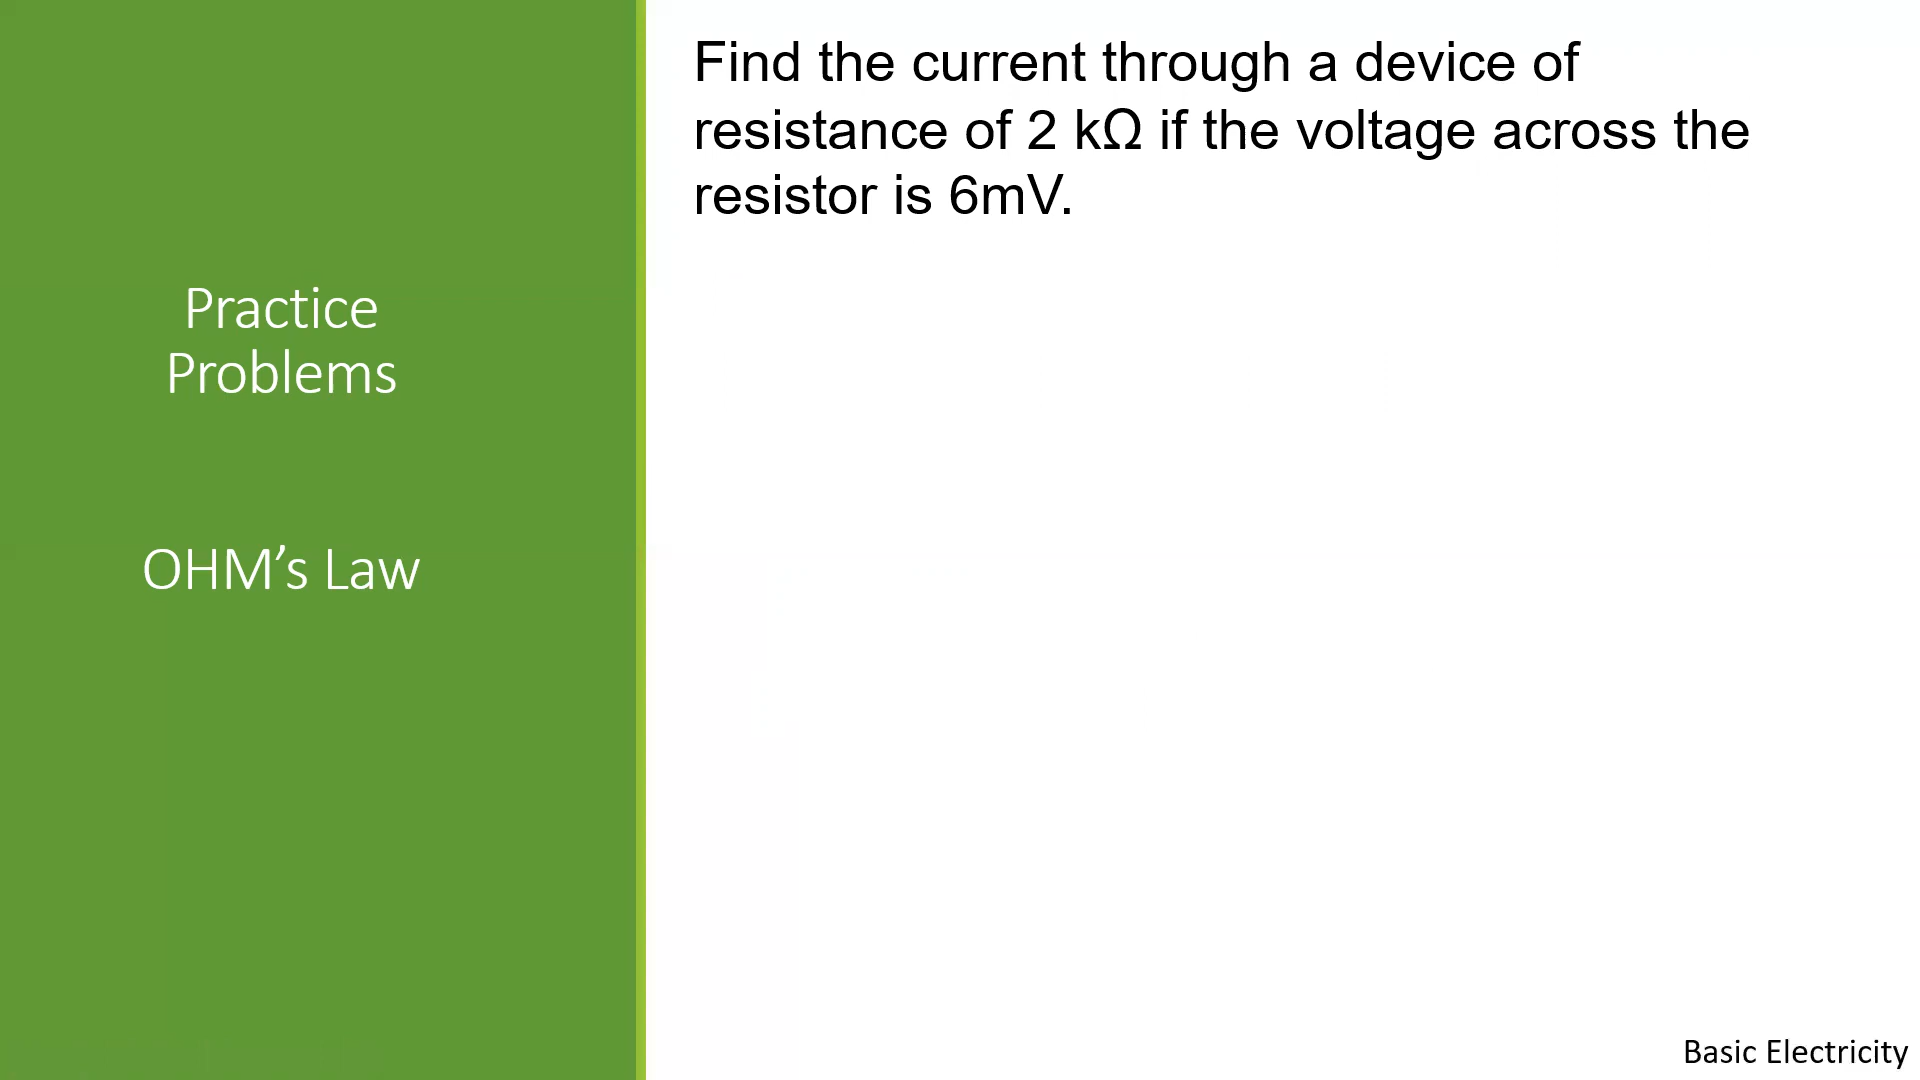 Practice
Problems
OHM’s Law
Find the current through a device of
resistance of 2 kΩ if the voltage across the
resistor is 6mV.
Basic Electricity